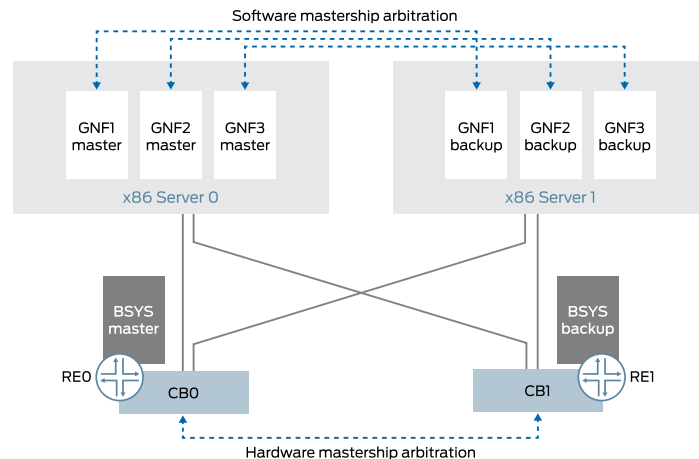 Software mastership arbitration
GNF1
master
GNF2
master
GNF3
master
GNF1
backup
GNF2
backup
GNF3
backup
x86 Server 0
x86 Server 1
BSYS
master
BSYS
backup
RE0
CB0
CB1
RE1
Hardware mastership arbitration